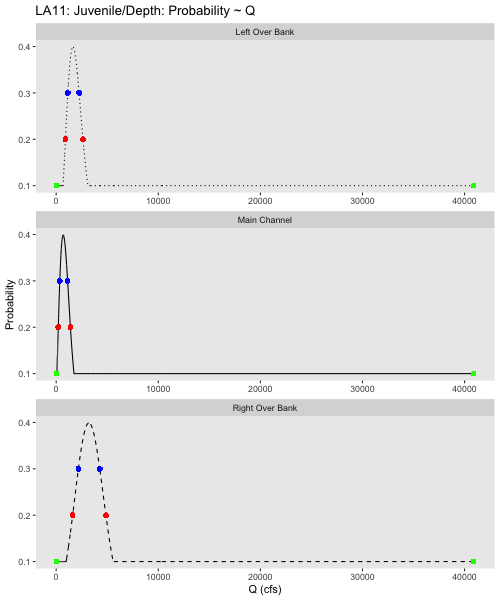 LA11: Juvenile/Depth: Probability ~ Q
Left Over Bank
0.4
0.3
0.2
0.1
0 10000 20000 30000 40000
Main Channel
0.4
0.3
0.2
0.1
0 10000 20000 30000 40000
Probability
Right Over Bank
0.4
0.3
0.2
0.1
0 10000 20000 30000 40000
Q (cfs)